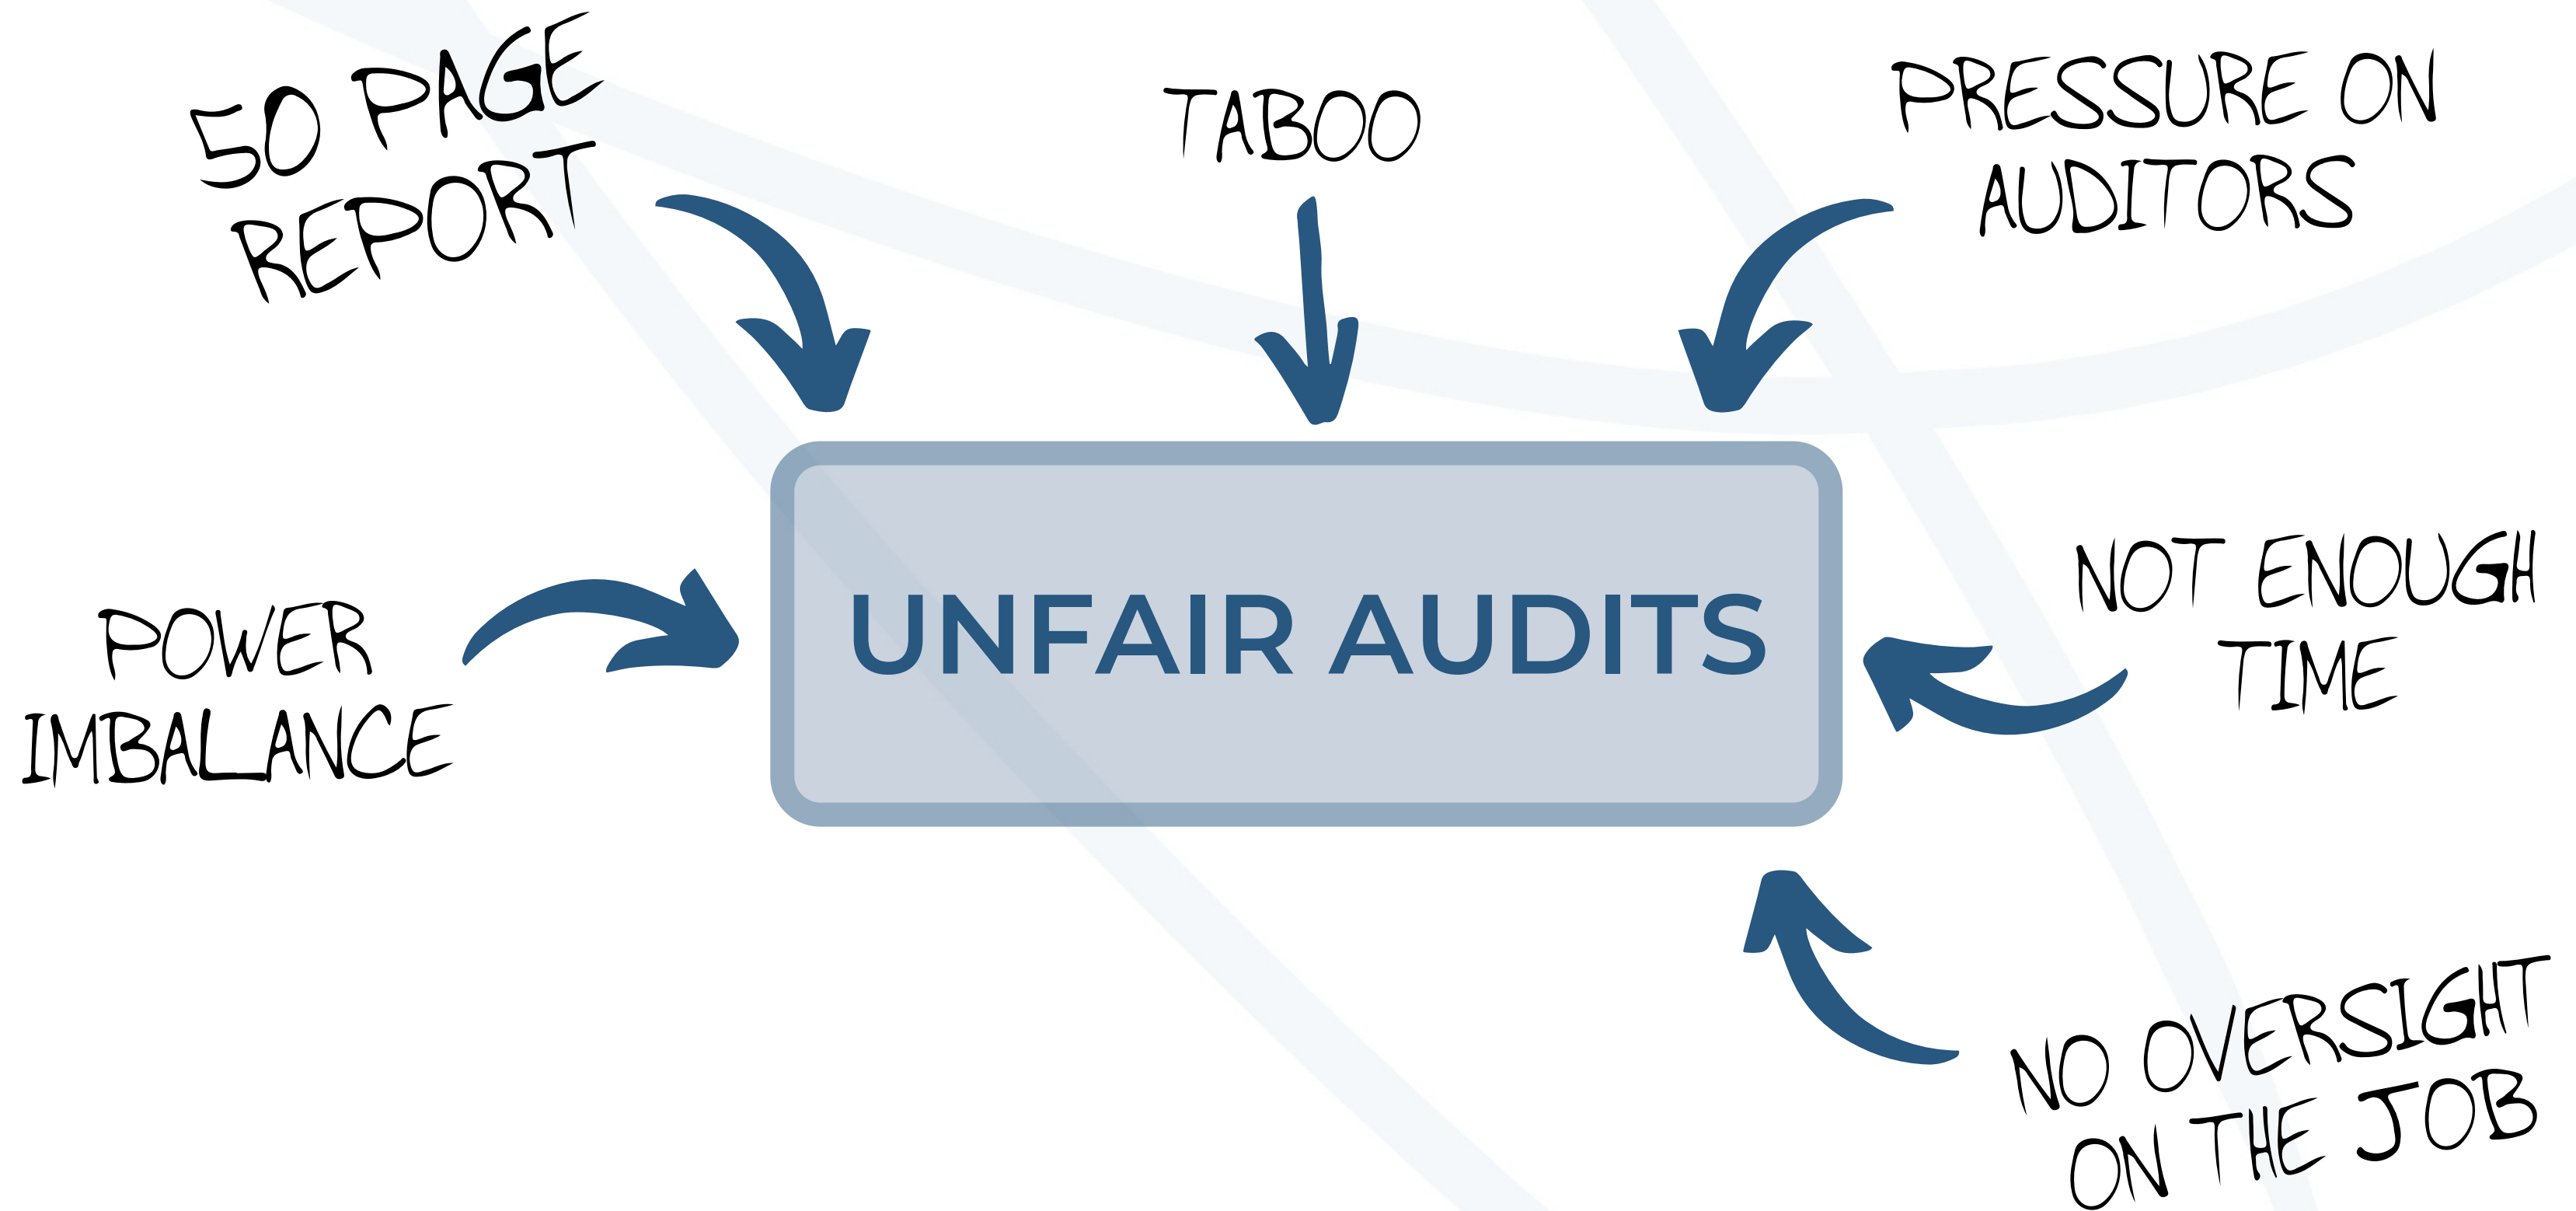 50 PAGE
REPORT
TABOO
PRESSURE ON
AUDITORS
POWER
IMBALANCE
UNFAIR AUDITS
NOT ENOUGH
TIME
NO OVERSIGHT
ON THE JOB